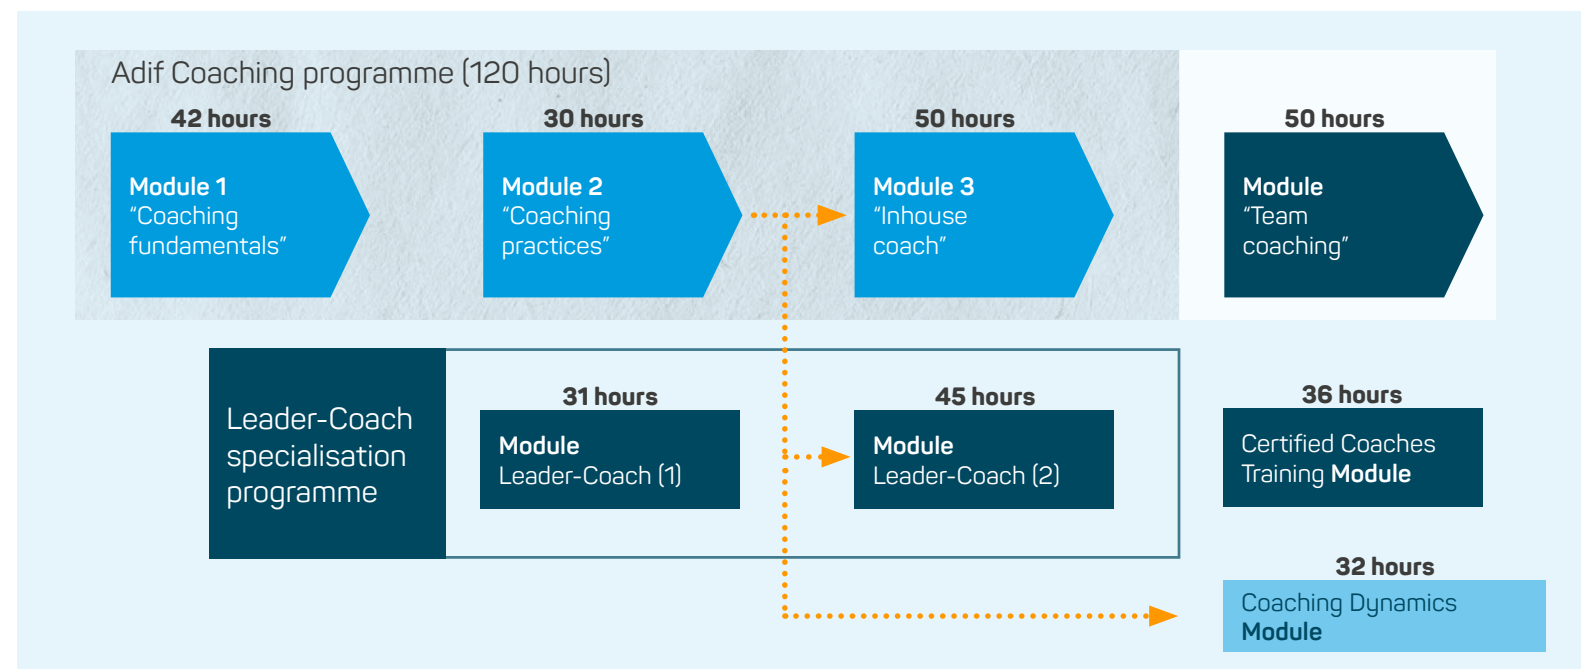 Adif Coaching programme (120 hours)
42 hours
Module 1
“Coaching
fundamentals”
30 hours
Module 2
“Coaching
practices”
50 hours
Module 3
“Inhouse
coach”
50 hours
Module
“Team
coaching”
Leader-Coach
specialisation
programme
31 hours
Module
Leader-Coach (1)
45 hours
Module
Leader-Coach (2)
36 hours
Certified Coaches
Training Module
32 hours
Coaching Dynamics
Module